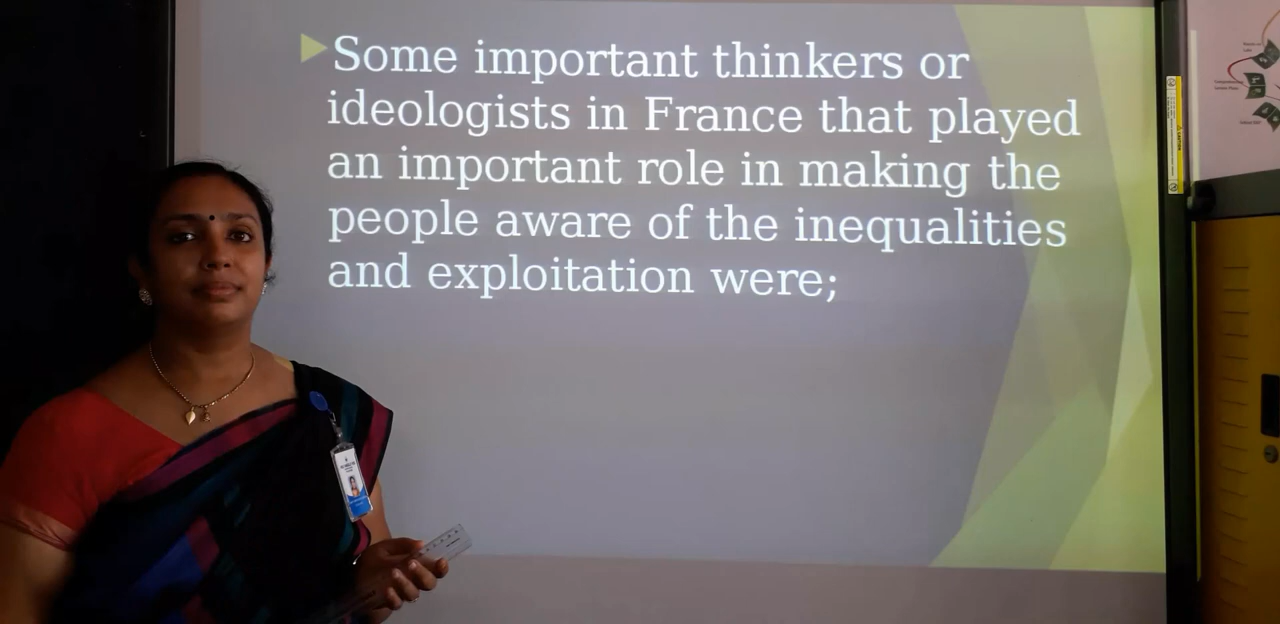 Some important thinkers or
ideologists in France that played
an important role in making the
people aware of the inequalities
and exploitation were;